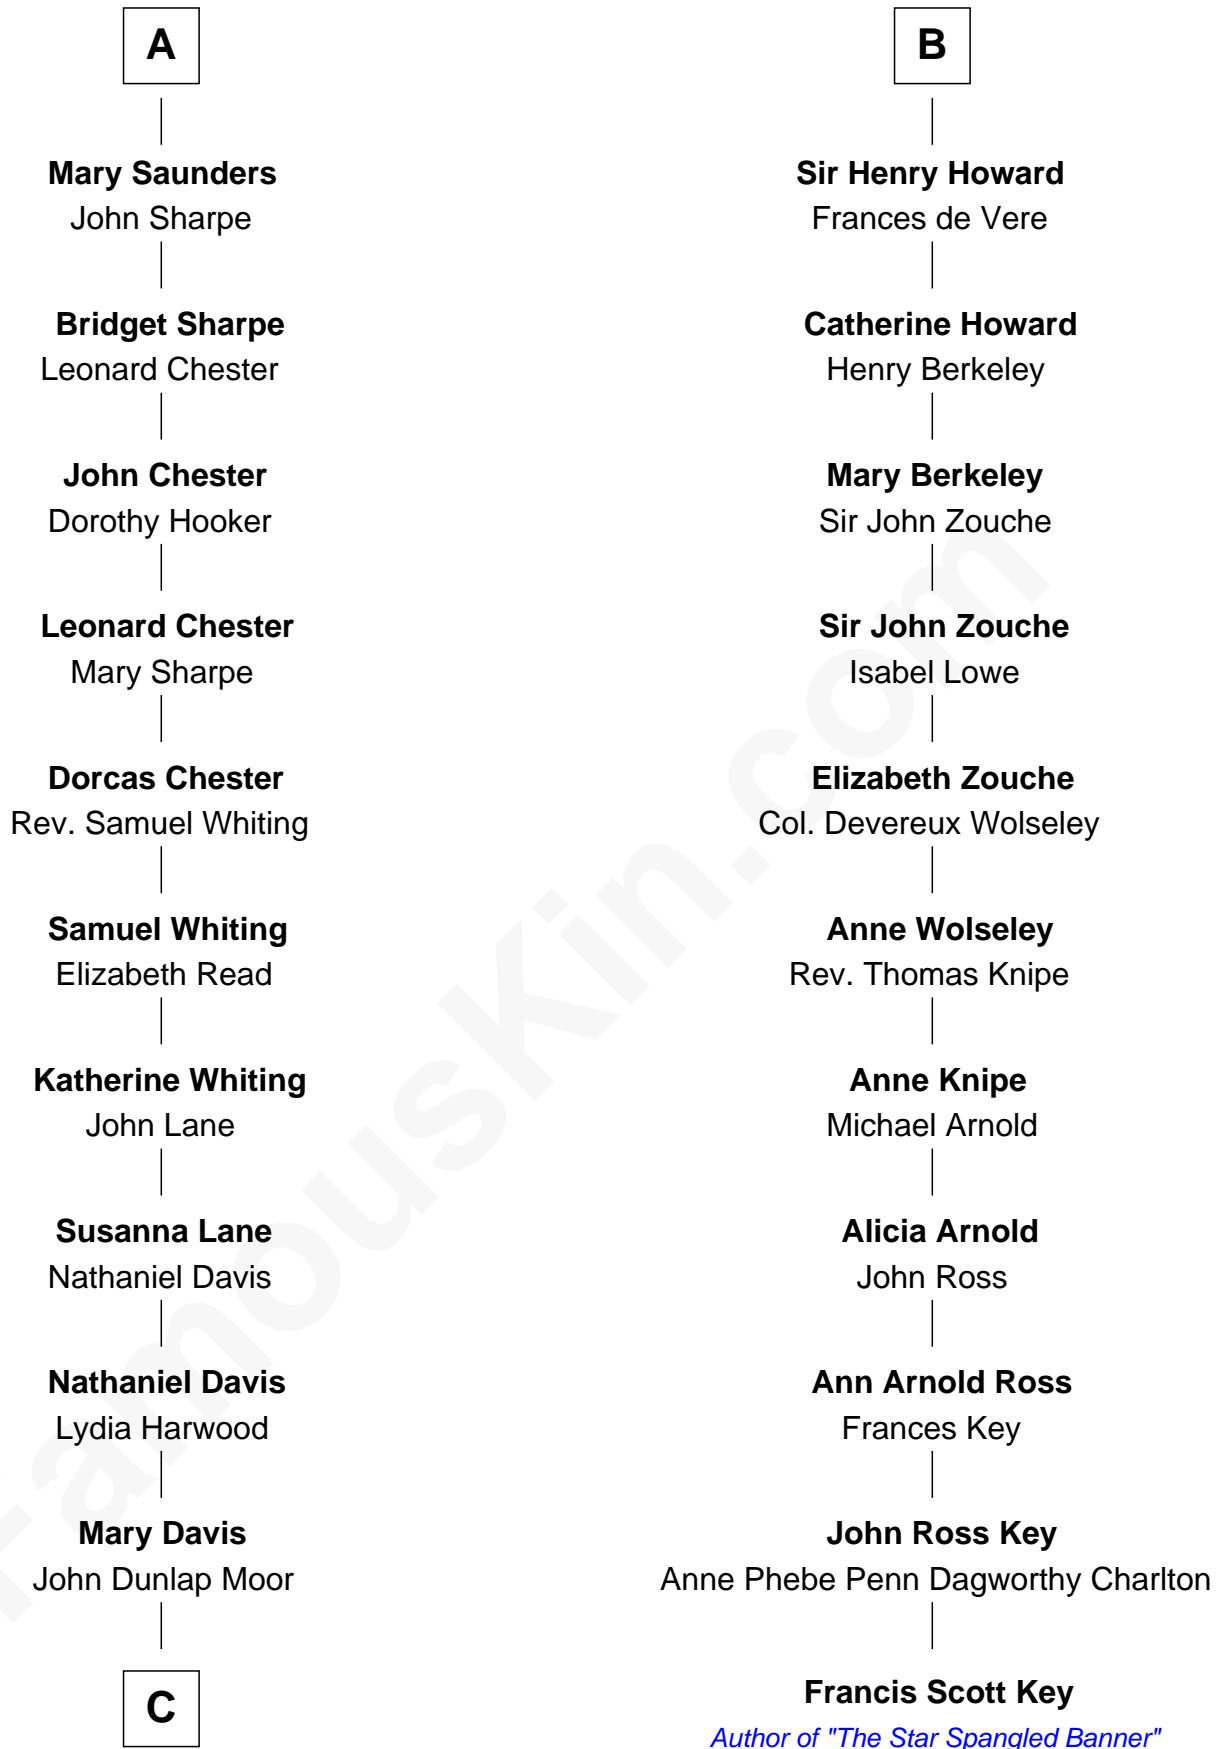 A
Mary Saunders
John Sharpe
Bridget Sharpe
Leonard Chester
John Chester
Dorothy Hooker
Leonard Chester
Mary Sharpe
Dorcas Chester
Rev. Samuel Whiting
Samuel Whiting
Elizabeth Read
Katherine Whiting
John Lane
Susanna Lane
Nathaniel Davis
Nathaniel Davis
Lydia Harwood
Mary Davis
John Dunlap Moor
C
B
Sir Henry Howard
Frances de Vere
Catherine Howard
Henry Berkeley
Mary Berkeley
Sir John Zouche
Sir John Zouche
Isabel Lowe
Elizabeth Zouche
Col. Devereux Wolseley
Anne Wolseley
Rev. Thomas Knipe
Anne Knipe
Michael Arnold
Alicia Arnold
John Ross
Ann Arnold Ross
Frances Key
John Ross Key
Anne Phebe Penn Dagworthy Charlton
Francis Scott Key
Author of "The Star Spangled Banner"
FamousKin.com